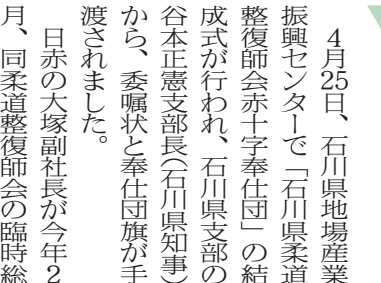 4月25日、石川県地場産業
振興センターで「石川県柔道
整復師会赤十字奉仕団」の結
成式が行われ、石川県支部の
谷本正憲支部長(石川県知事)
から、委嘱状と奉仕団旗が手
渡されました。
日赤の大塚副社長が今年2
月、同柔道整復師会の臨時総